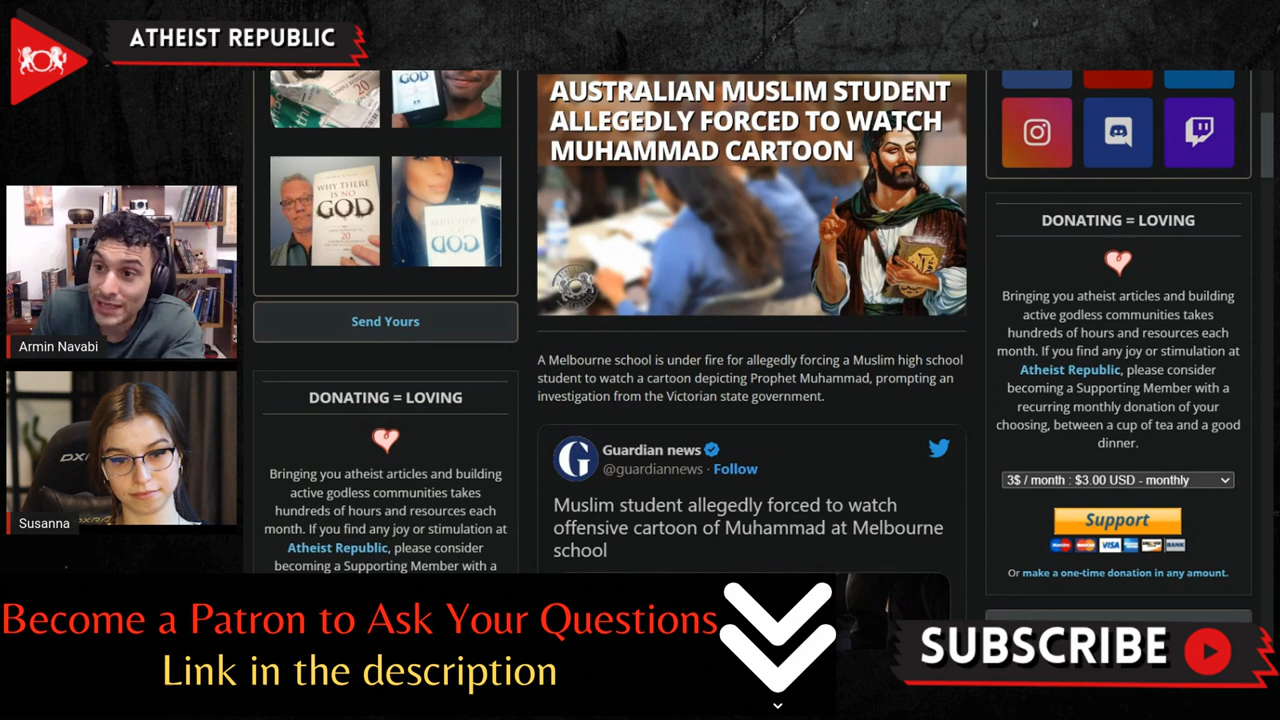 ATHEIST REPUBLIC
WHY THERE
IS NO
GOD
20
GOD
GOD
Send Yours
DONATING = LOVING
Bringing you atheist articles and building
active godless communities takes
hundreds of hours and resources each
month. If you find any joy or stimulation at
Atheist Republic, please consider
becoming a Supporting Member with a
AUSTRALIAN MUSLIM STUDENT
ALLEGEDLY FORCED TO WATCH
MUHAMMAD CARTOON
A Melbourne school is under fire for allegedly forcing a Muslim high school
student to watch a cartoon depicting Prophet Muhammad, prompting an
investigation from the Victorian state government.
Guardian news
@guardiannews · Follow
Muslim student allegedly forced to watch
offensive cartoon of Muhammad at Melbourne
school
DONATING = LOVING
Bringing you atheist articles and building
active godless communities takes
hundreds of hours and resources each
month. If you find any joy or stimulation at
Atheist Republic, please consider
becoming a Supporting Member with a
recurring monthly donation of your
choosing, between a cup of tea and a good
dinner.
3$ / month : $3.00 USD - monthly
Support
VISA
BANK
Or make a one-time donation in any amount.
Armin Navabi
Susanna
Become a Patron to Ask Your Questions
Link in the description
SUBSCRIBE